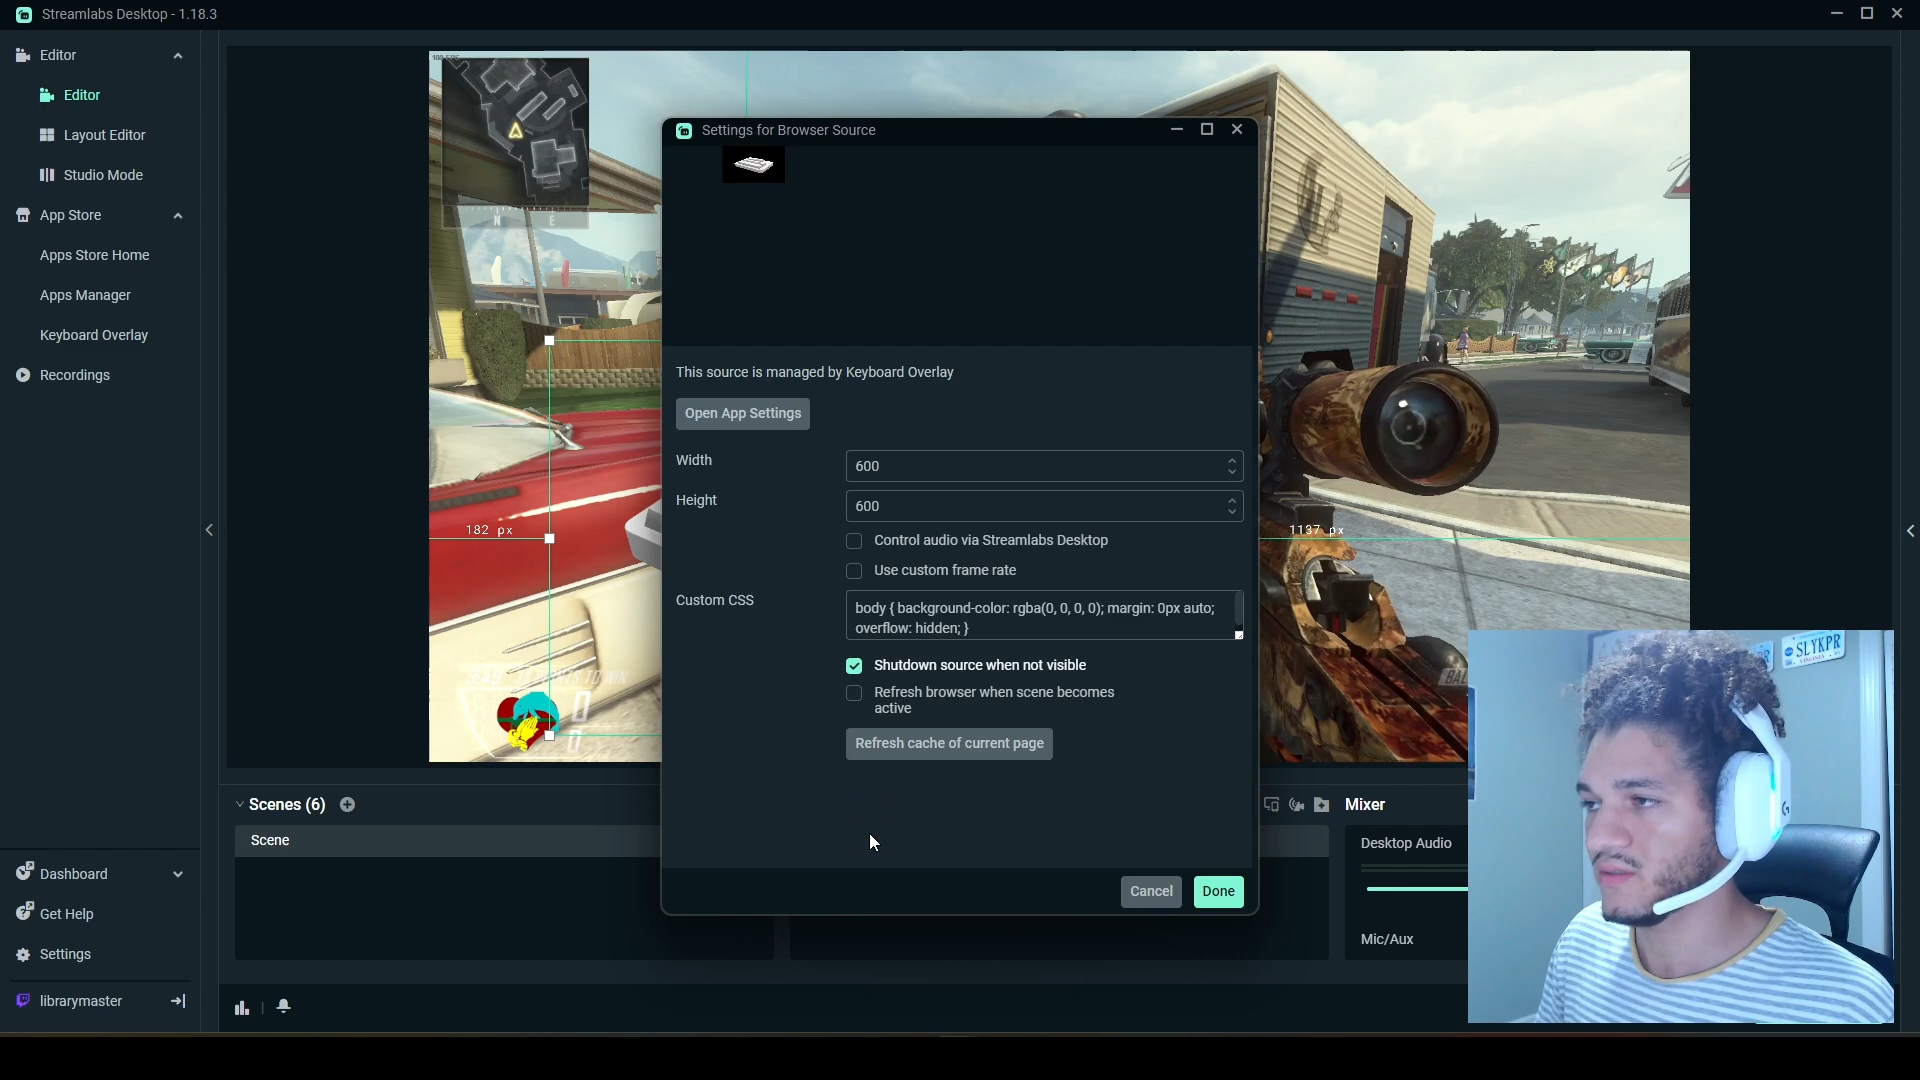 Streamlabs Desktop - 1.18.3
Editor
Editor
Layout Editor
Studio Mode
App Store
Apps Store Home
Apps Manager
Keyboard Overlay
Recordings
Dashboard
Get Help
Settings
librarymaster
N E
182 px
1137 px
Settings for Browser Source
This source is managed by Keyboard Overlay
Open App Settings
Width
600
Height
600
Control audio via Streamlabs Desktop
Use custom frame rate
Custom CSS
body { background-color: rgba(0, 0, 0, 0); margin: 0px auto;
overflow: hidden; }
Shutdown source when not visible
Refresh browser when scene becomes
active
Refresh cache of current page
Cancel
Done
Scenes (6)
Scene
Mixer
Desktop Audio
Mic/Aux
SLYKPR